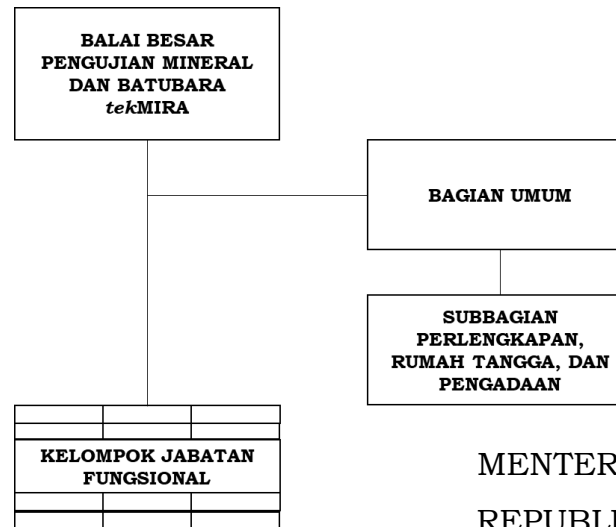 BALAI BESAR
PENGUJIAN MINERAL
DAN BATUBARA
tekMIRA
BAGIAN UMUM
SUBBAGIAN
PERLENGKAPAN,
RUMAH TANGGA, DAN
PENGADAAN
KELOMPOK JABATAN
FUNGSIONAL
MENTER
REPUBL